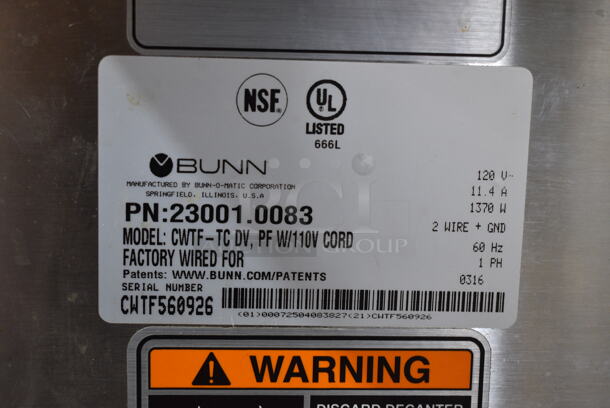 NSF®
UL
LISTED
666L
BUNN
MANUFACTURED BY BUNN-O-MATIC CORPORATION
SPRINGFIELD, ILLINOIS, U.S.A
PN:23001.0083
MODEL: CWTF-TC DV, PF W/110V CORD
FACTORY WIRED FOR
Patents: WWW.BUNN.COM/PATENTS
SERIAL NUMBER
CWTF560926
120 V~
11.4 A
1370 W
2 WIRE + GND
60 Hz
1 PH
0316
(01)00072504083827(21)CWTF560926
WARNING
DISCARD DECANTER